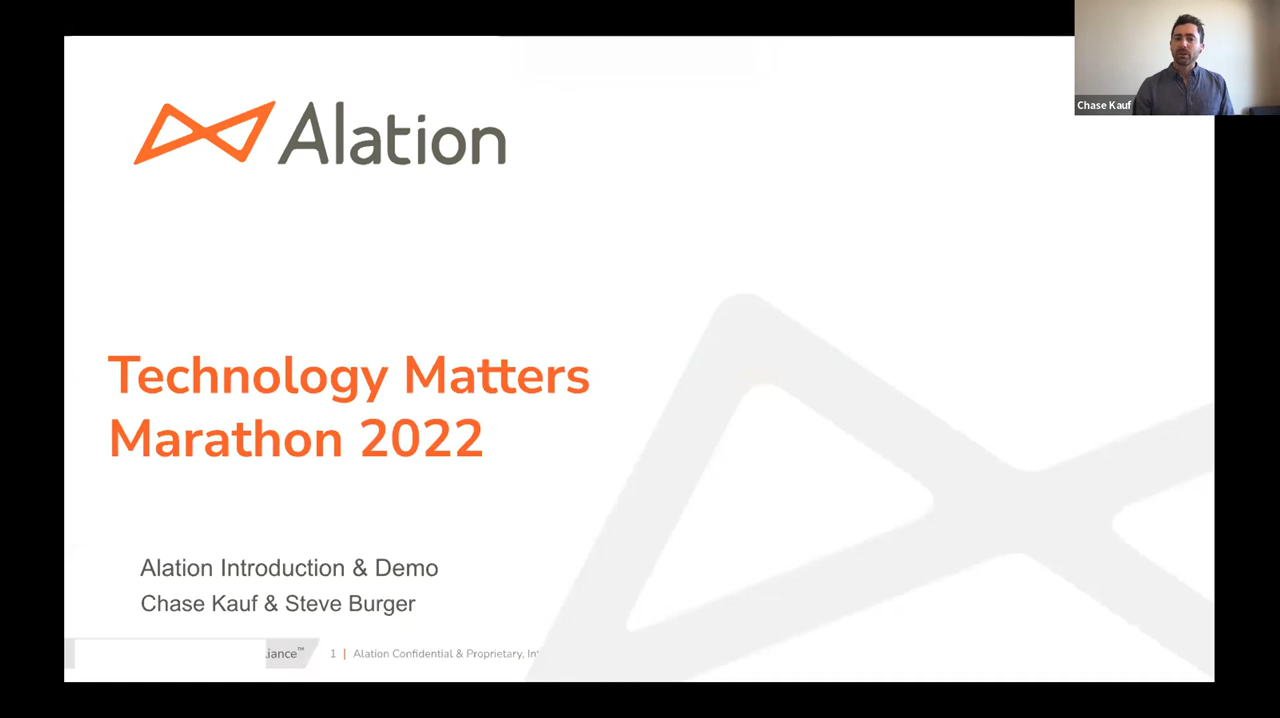 Chase Kauf
Alation
Technology Matters
Marathon 2022
Alation Introduction & Demo
Chase Kauf & Steve Burger
1 | Alation Confidential & Proprietary,